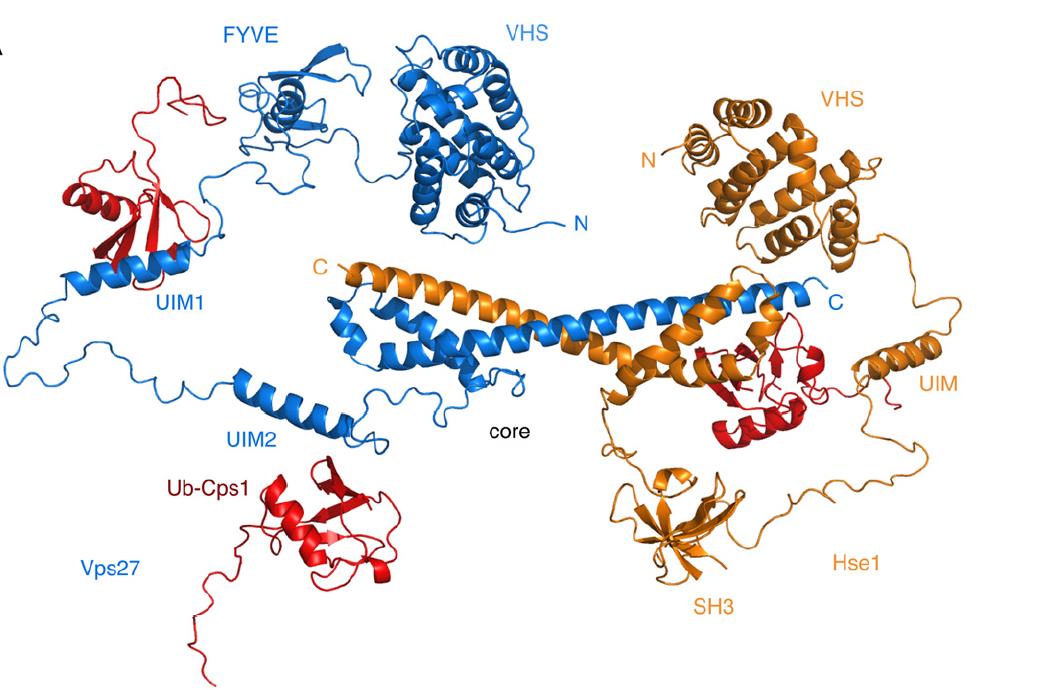 FYVE
VHS
VHS
N
N
C
UIM1
C
UIM
UIM2
core
Ub-Cps1
Vps27
Hse1
SH3